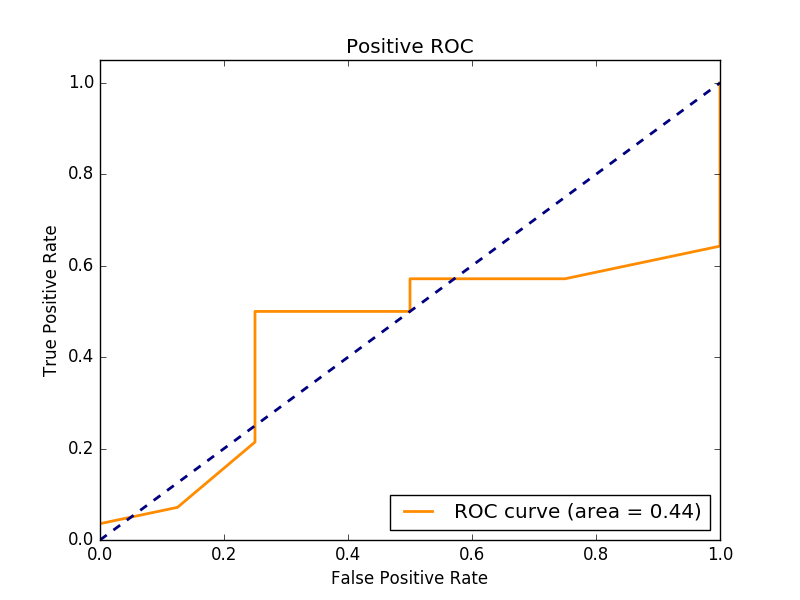 Positive ROC
True Positive Rate
1.0
0.8
0.6
0.4
0.2
0.0
ROC curve (area = 0.44)
0.0 0.2 0.4 0.6 0.8 1.0
False Positive Rate